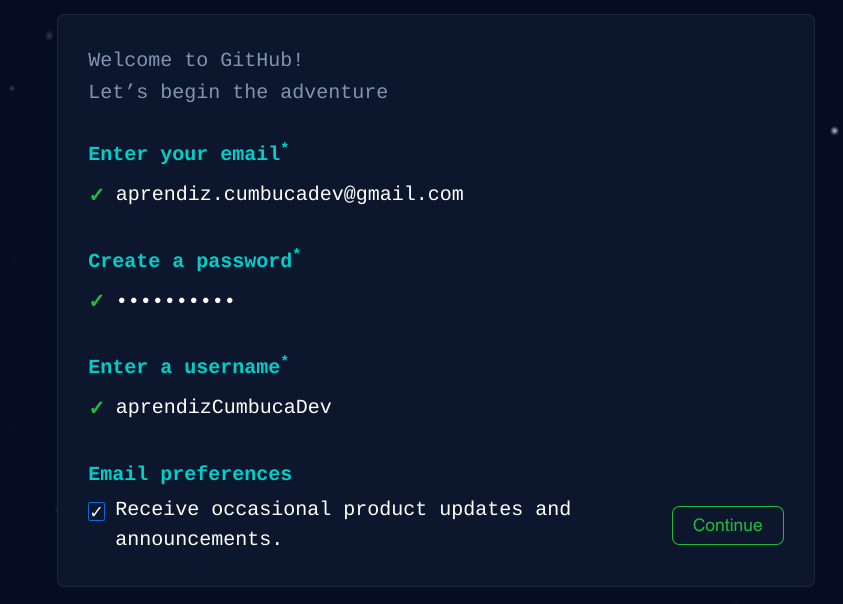 Welcome to GitHub!
Let’s begin the adventure
Enter your email*
✓ aprendiz.cumbucadev@gmail.com
Create a password*
✓ ••••••••••
Enter a username*
✓ aprendizCumbucaDev
Email preferences
✓ Receive occasional product updates and
announcements.
Continue